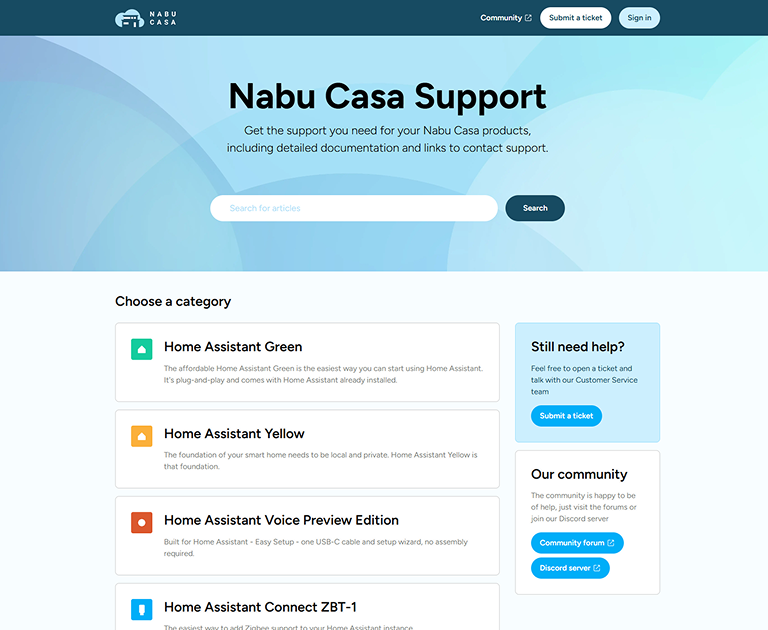 NABU
CASA
Community
Submit a ticket
Sign in
Nabu Casa Support
Get the support you need for your Nabu Casa products,
including detailed documentation and links to contact support.
Search for articles
Search
Choose a category
Home Assistant Green
The affordable Home Assistant Green is the easiest way you can start using Home Assistant.
It's plug-and-play and comes with Home Assistant already installed.
Home Assistant Yellow
The foundation of your smart home needs to be local and private. Home Assistant Yellow is
that foundation.
Home Assistant Voice Preview Edition
Built for Home Assistant - Easy Setup - one USB-C cable and setup wizard, no assembly
required.
Home Assistant Connect ZBT-1
The easiest way to add Zigbee support to your Home Assistant instance
Still need help?
Feel free to open a ticket and
talk with our Customer Service
team
Submit a ticket
Our community
The community is happy to be
of help, just visit the forums or
join our Discord server
Community forum
Discord server